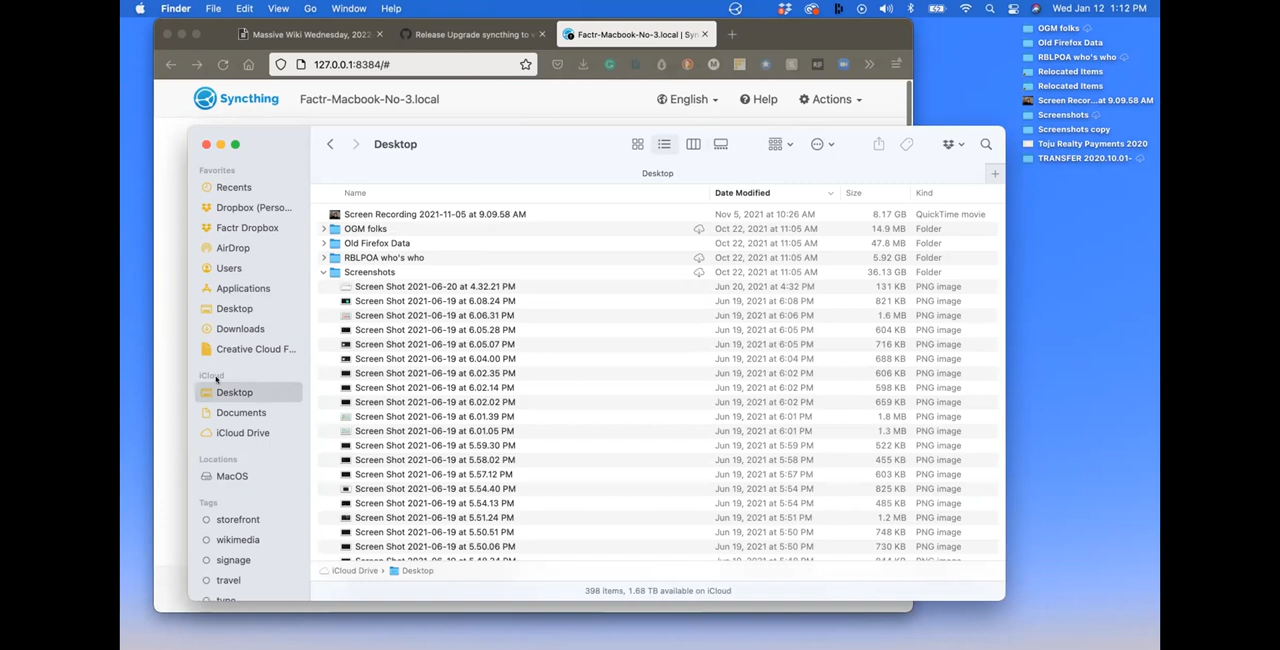 Finder File Edit View Go Window Help
Wed Jan 12 1:12 PM
Massive Wiki Wednesday, 2022-
Release Upgrade syncthing to v
Factr-Macbook-No-3.local | Syn
127.0.0.1:8384/#
Syncthing Factr-Macbook-No-3.local English Help Actions
OGM folks
Old Firefox Data
RBLPOA who's who
Relocated Items
Relocated Items
Screen Recor...at 9.09.58 AM
Screenshots
Screenshots copy
Toju Realty Payments 2020
TRANSFER 2020.10.01-
Desktop
Desktop
Favorites
Recents
Dropbox (Perso...
Factr Dropbox
AirDrop
Users
Applications
Desktop
Downloads
Creative Cloud F...
iCloud
Desktop
Documents
iCloud Drive
Locations
MacOS
Tags
storefront
wikimedia
signage
travel
type
Name Date Modified Size Kind
Screen Recording 2021-11-05 at 9.09.58 AM Nov 5, 2021 at 10:26 AM 8.17 GB QuickTime movie
OGM folks Oct 22, 2021 at 11:05 AM 14.9 MB Folder
Old Firefox Data Oct 22, 2021 at 11:05 AM 47.8 MB Folder
RBLPOA who's who Oct 22, 2021 at 11:05 AM 5.92 GB Folder
Screenshots Oct 22, 2021 at 11:05 AM 36.13 GB Folder
Screen Shot 2021-06-20 at 4.32.21 PM Jun 20, 2021 at 4:32 PM 131 KB PNG image
Screen Shot 2021-06-19 at 6.08.24 PM Jun 19, 2021 at 6:08 PM 821 KB PNG image
Screen Shot 2021-06-19 at 6.06.31 PM Jun 19, 2021 at 6:06 PM 1.6 MB PNG image
Screen Shot 2021-06-19 at 6.05.28 PM Jun 19, 2021 at 6:05 PM 604 KB PNG image
Screen Shot 2021-06-19 at 6.05.07 PM Jun 19, 2021 at 6:05 PM 716 KB PNG image
Screen Shot 2021-06-19 at 6.04.00 PM Jun 19, 2021 at 6:04 PM 688 KB PNG image
Screen Shot 2021-06-19 at 6.02.35 PM Jun 19, 2021 at 6:02 PM 641 KB PNG image
Screen Shot 2021-06-19 at 6.02.14 PM Jun 19, 2021 at 6:02 PM 598 KB PNG image
Screen Shot 2021-06-19 at 6.02.02 PM Jun 19, 2021 at 6:02 PM 659 KB PNG image
Screen Shot 2021-06-19 at 6.01.39 PM Jun 19, 2021 at 6:01 PM 1.8 MB PNG image
Screen Shot 2021-06-19 at 6.01.05 PM Jun 19, 2021 at 6:01 PM 1.3 MB PNG image
Screen Shot 2021-06-19 at 5.59.30 PM Jun 19, 2021 at 5:59 PM 522 KB PNG image
Screen Shot 2021-06-19 at 5.58.02 PM Jun 19, 2021 at 5:58 PM 455 KB PNG image
Screen Shot 2021-06-19 at 5.57.12 PM Jun 19, 2021 at 5:57 PM 603 KB PNG image
Screen Shot 2021-06-19 at 5.54.40 PM Jun 19, 2021 at 5:54 PM 825 KB PNG image
Screen Shot 2021-06-19 at 5.54.13 PM Jun 19, 2021 at 5:54 PM 485 KB PNG image
Screen Shot 2021-06-19 at 5.51.24 PM Jun 19, 2021 at 5:51 PM 1.2 MB PNG image
Screen Shot 2021-06-19 at 5.50.51 PM Jun 19, 2021 at 5:50 PM 748 KB PNG image
Screen Shot 2021-06-19 at 5.50.06 PM Jun 19, 2021 at 5:50 PM 730 KB PNG image
iCloud Drive › Desktop
398 items, 1.68 TB available on iCloud